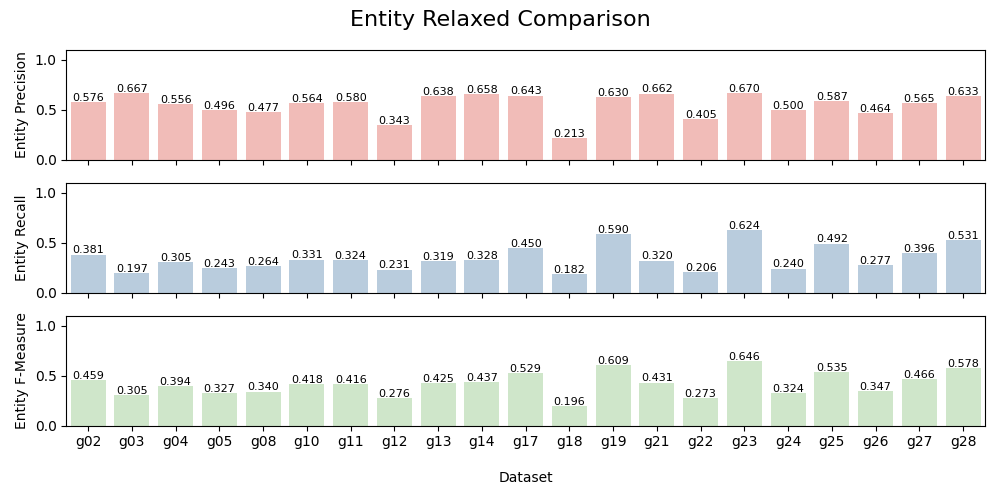 Entity Relaxed Comparison
Entity Precision
1.0
0.5
0.0
0.576 0.667 0.556 0.496 0.477 0.564 0.580 0.343 0.638 0.658 0.643 0.213 0.630 0.662 0.405 0.670 0.500 0.587 0.464 0.565 0.633
Entity Recall
1.0
0.5
0.0
0.381 0.197 0.305 0.243 0.264 0.331 0.324 0.231 0.319 0.328 0.450 0.182 0.590 0.320 0.206 0.624 0.240 0.492 0.277 0.396 0.531
Entity F-Measure
1.0
0.5
0.0
0.459 0.305 0.394 0.327 0.340 0.418 0.416 0.276 0.425 0.437 0.529 0.196 0.609 0.431 0.273 0.646 0.324 0.535 0.347 0.466 0.578
g02 g03 g04 g05 g08 g10 g11 g12 g13 g14 g17 g18 g19 g21 g22 g23 g24 g25 g26 g27 g28
Dataset